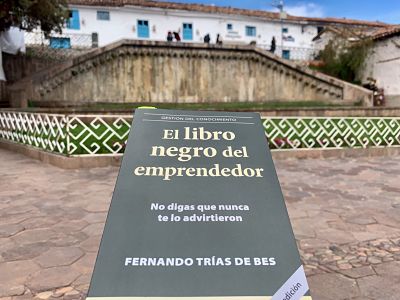 GESTIÓN DEL CONOCIMIENTO
El libro
negro del
emprendedor
No digas que nunca
te lo advirtieron
FERNANDO TRÍAS DE BES
edición